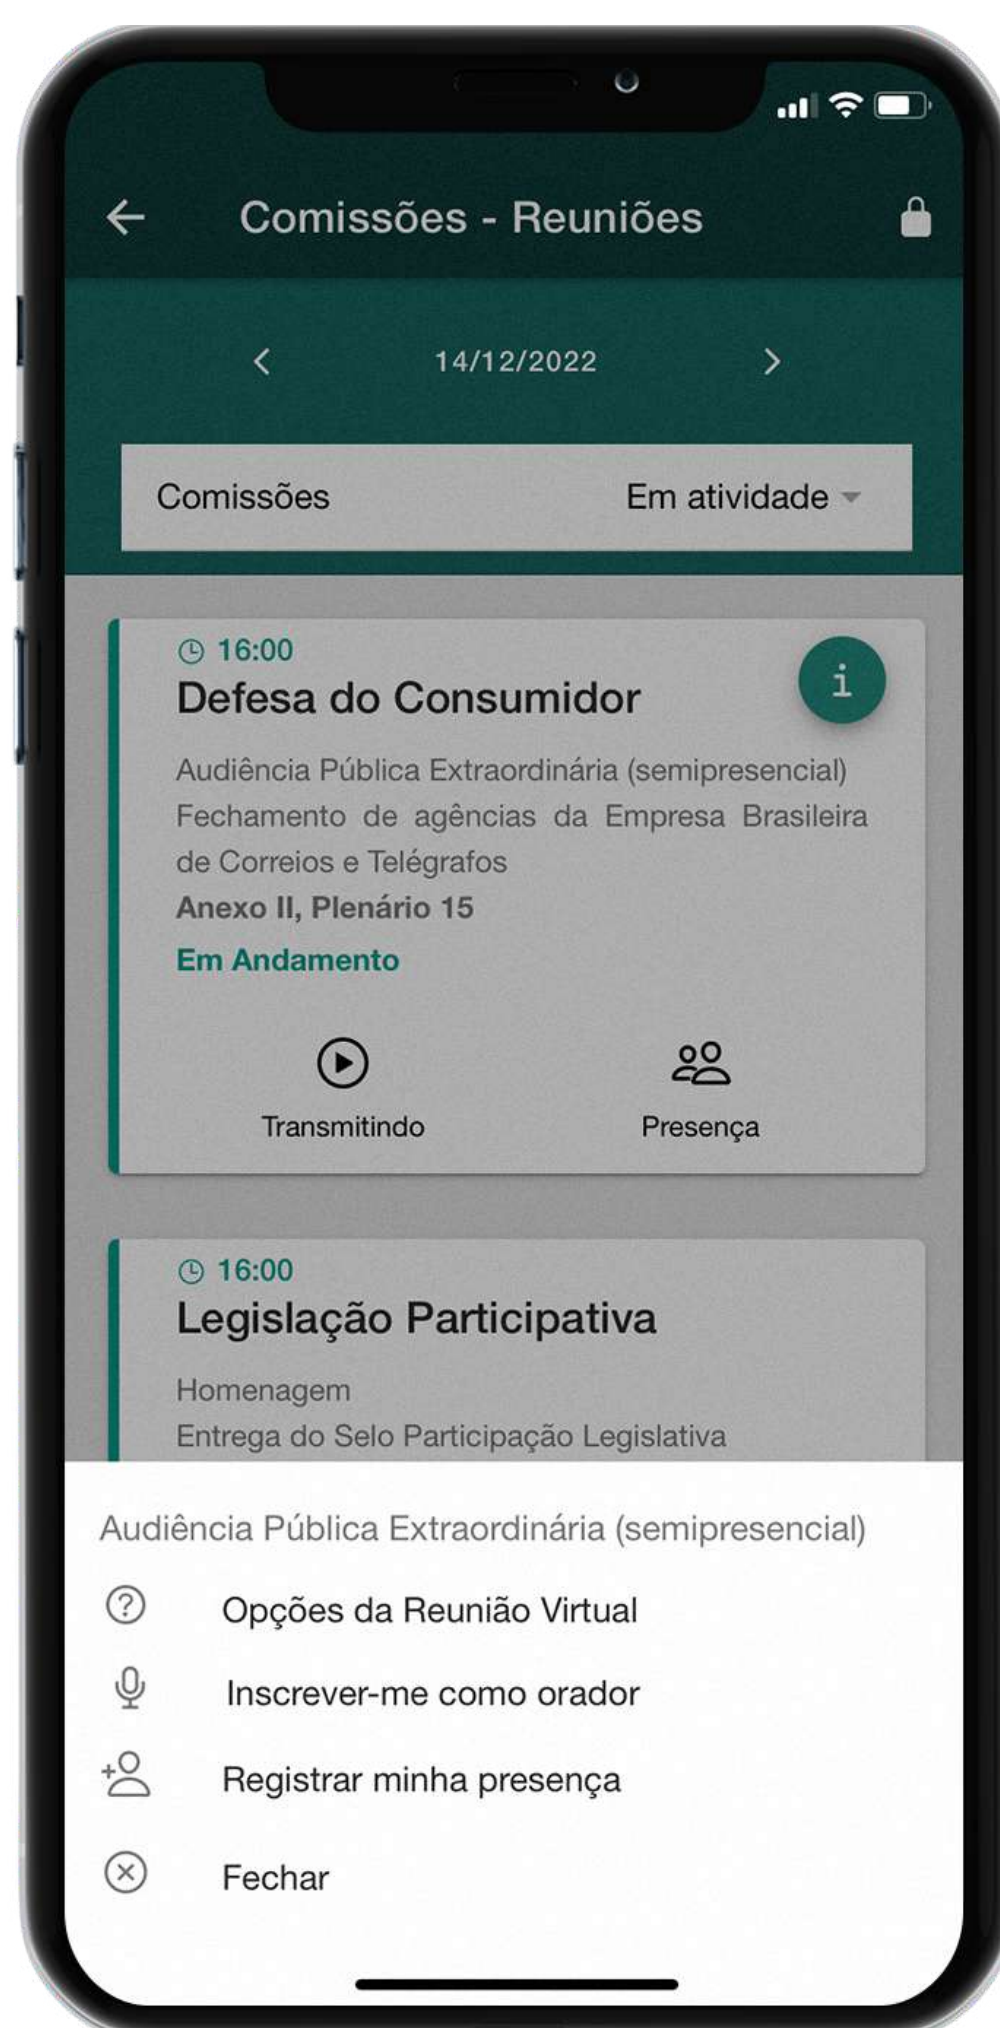 Comissões - Reuniões
14/12/2022
Comissões Em atividade
16:00
Defesa do Consumidor
i
Audiência Pública Extraordinária (semipresencial)
Fechamento de agências da Empresa Brasileira
de Correios e Telégrafos
Anexo II, Plenário 15
Em Andamento
Transmitindo Presença
16:00
Legislação Participativa
Homenagem
Entrega do Selo Participação Legislativa
Audiência Pública Extraordinária (semipresencial)
? Opções da Reunião Virtual
Inscrever-me como orador
Registrar minha presença
Fechar